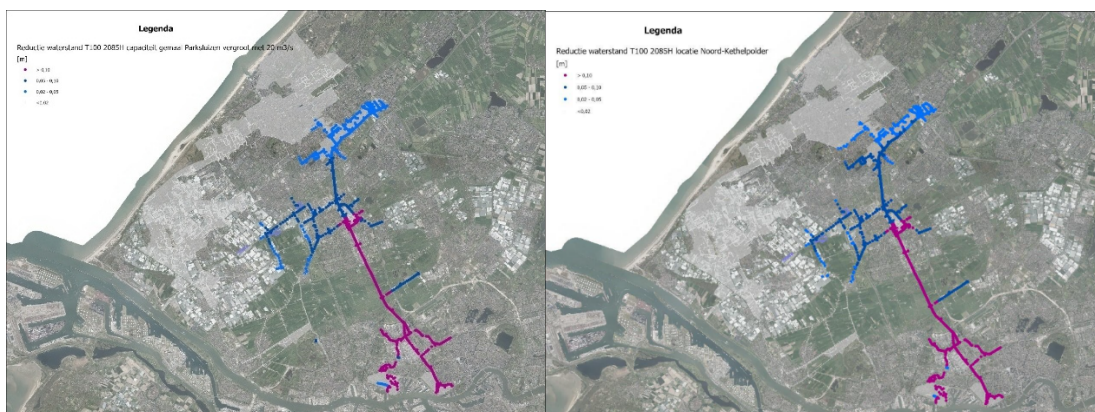 Legenda
Reductie waterstand T100 2085H capaciteit gemaal Parksluizen vergroot met 20 m3/s
[m]
> 0,10
0,05 - 0,10
0,02 - 0,05
<0,02
Legenda
Reductie waterstand T100 2085H locatie Noord-Kethelpolder
[m]
> 0,10
0,05 - 0,10
0,02 - 0,05
<0,02